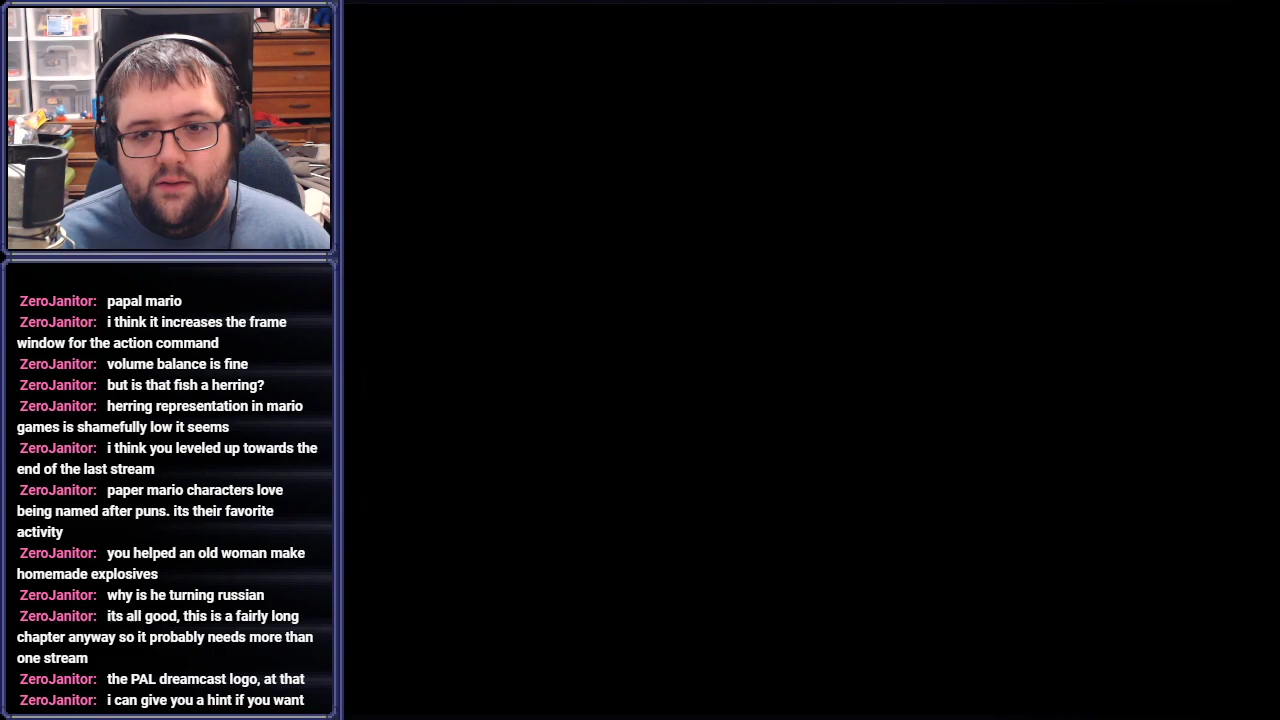 ZeroJanitor: papal mario
ZeroJanitor: i think it increases the frame
window for the action command
ZeroJanitor: volume balance is fine
ZeroJanitor: but is that fish a herring?
ZeroJanitor: herring representation in mario
games is shamefully low it seems
ZeroJanitor: i think you leveled up towards the
end of the last stream
ZeroJanitor: paper mario characters love
being named after puns. its their favorite
activity
ZeroJanitor: you helped an old woman make
homemade explosives
ZeroJanitor: why is he turning russian
ZeroJanitor: its all good, this is a fairly long
chapter anyway so it probably needs more than
one stream
ZeroJanitor: the PAL dreamcast logo, at that
ZeroJanitor: i can give you a hint if you want